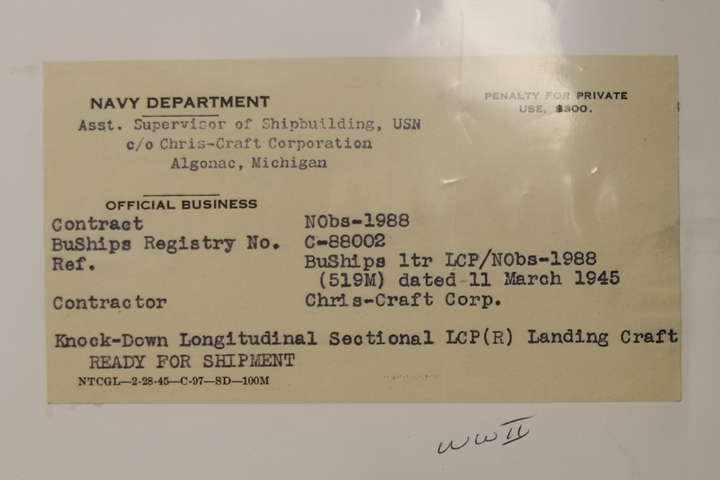 NAVY DEPARTMENT
PENALTY FOR PRIVATE
USE, $300.
Asst. Supervisor of Shipbuilding, USN
c/o Chris-Craft Corporation
Algonac, Michigan
OFFICIAL BUSINESS
Contract NObs-1988
BuShips Registry No. C-88002
Ref. BuShips ltr LCP/NObs-1988
(519M) dated 11 March 1945
Contractor Chris-Craft Corp.
Knock-Down Longitudinal Sectional LCP(R) Landing Craft
READY FOR SHIPMENT
NTCGL—2-28-45—C-97—SD—100M
WWII